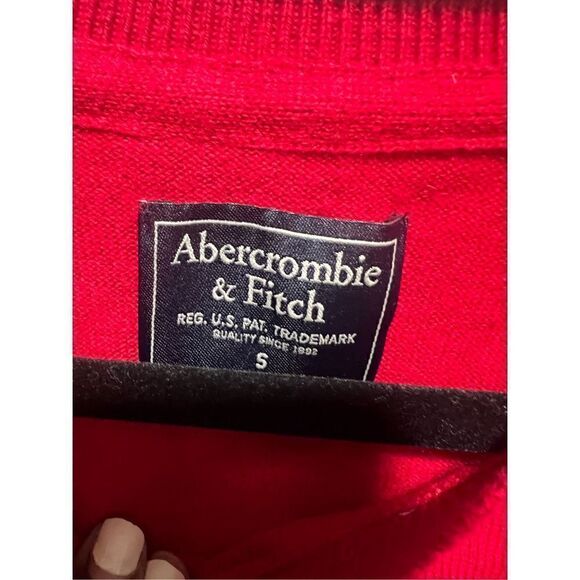 Abercrombie
& Fitch
REG. U.S. PAT. TRADEMARK
QUALITY SINCE 1892
S